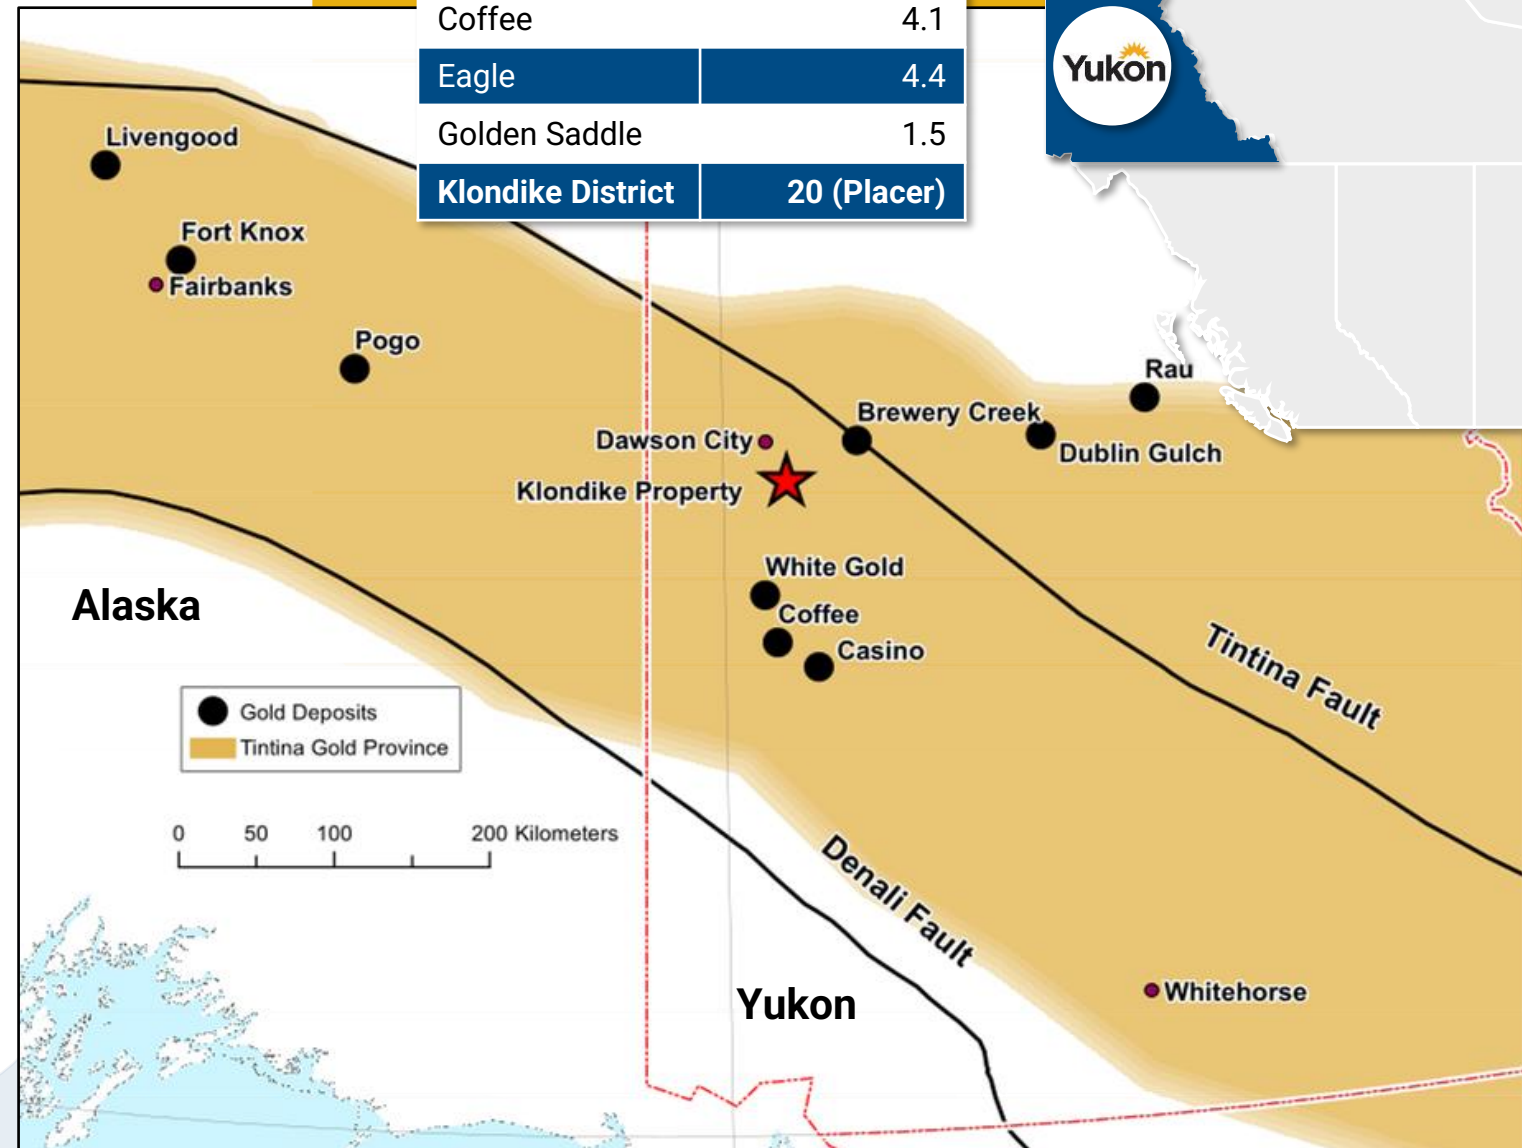 Coffee 4.1
Eagle 4.4
Golden Saddle 1.5
Klondike District 20 (Placer)
Yukon
Livengood
Fort Knox
Fairbanks
Pogo
Rau
Brewery Creek
Dawson City
Dublin Gulch
Klondike Property
White Gold
Coffee
Casino
Alaska
Tintina Fault
Gold Deposits
Tintina Gold Province
0 50 100 200 Kilometers
Denali Fault
Whitehorse
Yukon